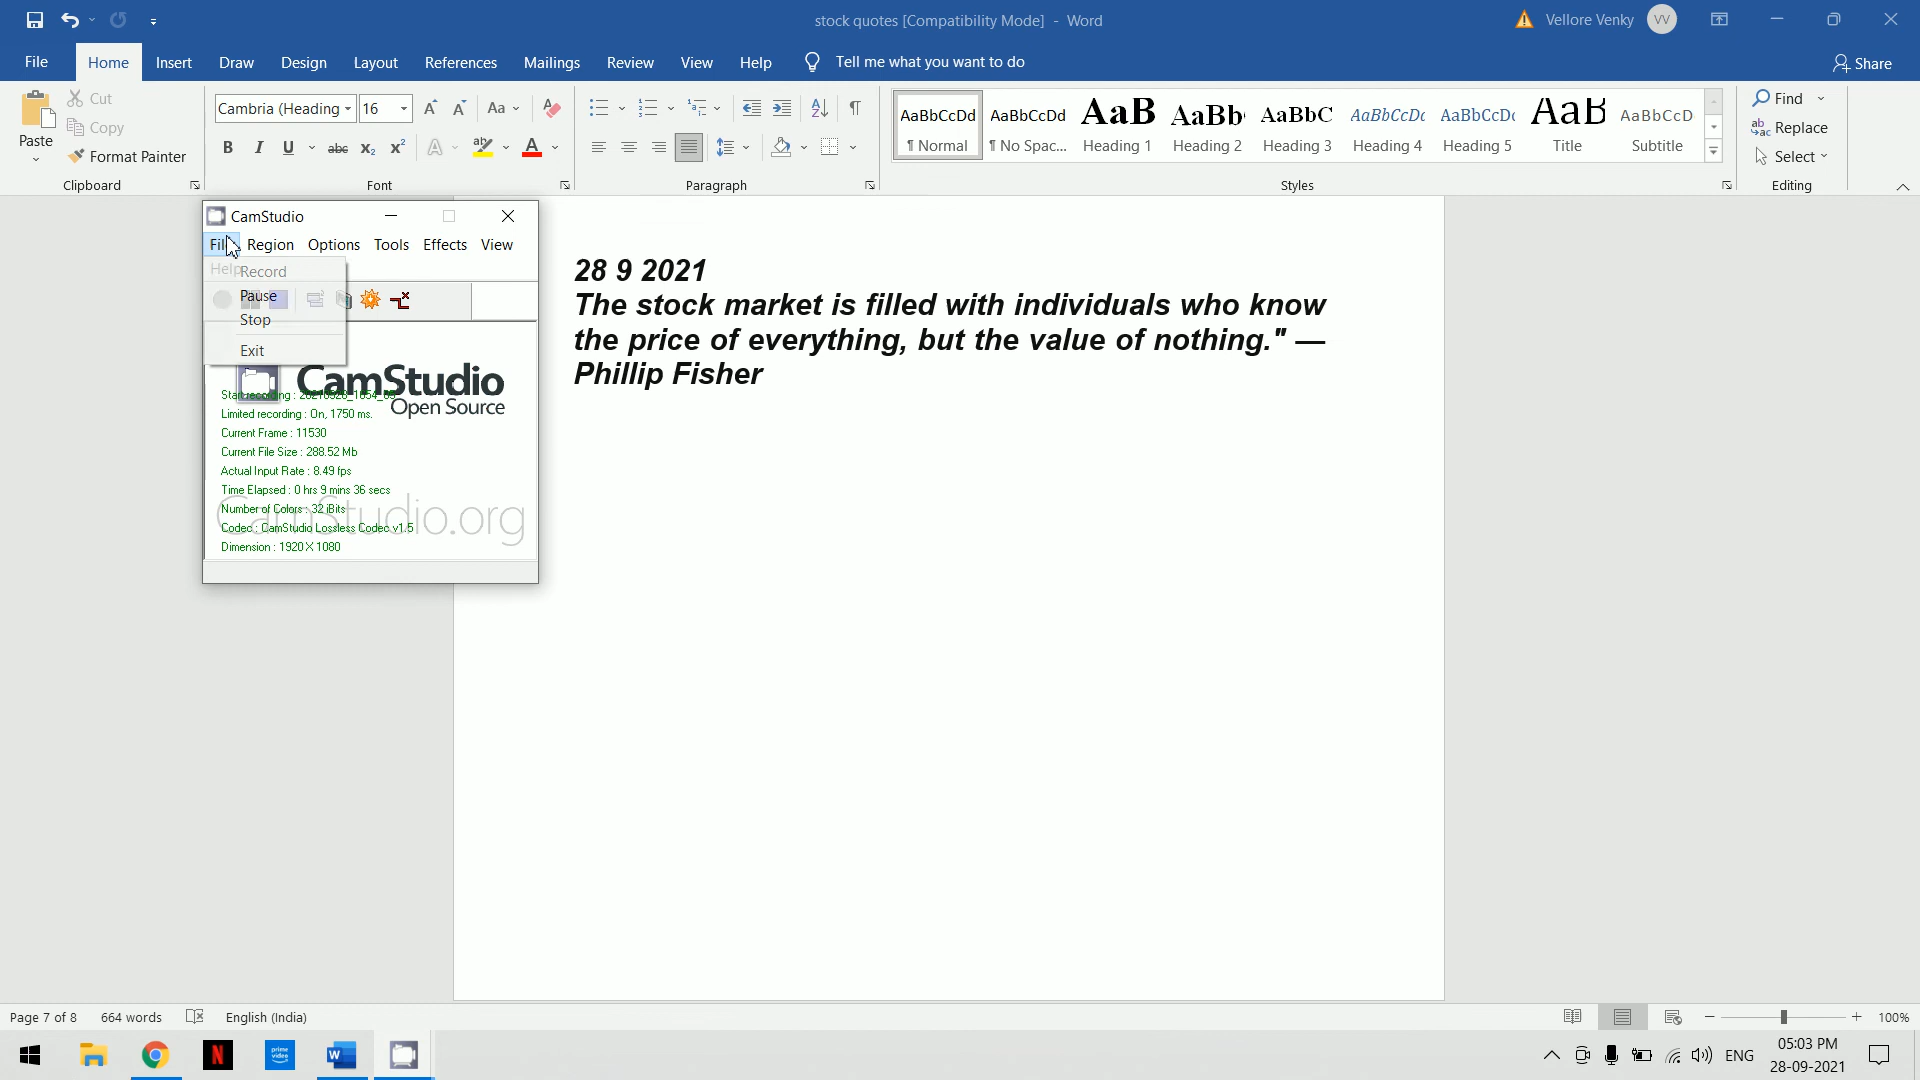 stock quotes [Compatibility Mode] - Word
Vellore Venky
VV
File
Home
Insert
Draw
Design
Layout
References
Mailings
Review
View
Help
Tell me what you want to do
Share
Paste
Cut
Copy
Format Painter
Clipboard
Cambria (Heading
16
Aa
B I U abc x₂ x²
A
A
Font
Paragraph
AaBbCcDd
¶ Normal
AaBbCcDd
¶ No Spac...
AaB
Heading 1
AaBb
Heading 2
AaBbC
Heading 3
AaBbCcDc
Heading 4
AaBbCcDc
Heading 5
AaB
Title
AaBbCcD
Subtitle
Styles
Find
Replace
Select
Editing
CamStudio
File
Region
Options
Tools
Effects
View
Help
Record
Pause
Stop
Exit
CamStudio
Open Source
CamStudio.org
Limited recording : On, 1750 ms.
Current Frame : 11530
Current File Size : 288.52 Mb
Actual Input Rate : 8.49 fps
Time Elapsed : 0 hrs 9 mins 36 secs
Number of Colors : 32 iBits
Codec : CamStudio Lossless Codec v1.5
Dimension : 1920 X 1080
28 9 2021
The stock market is filled with individuals who know
the price of everything, but the value of nothing." —
Phillip Fisher
Page 7 of 8
664 words
English (India)
100%
N
prime video
W
ENG
05:03 PM
28-09-2021